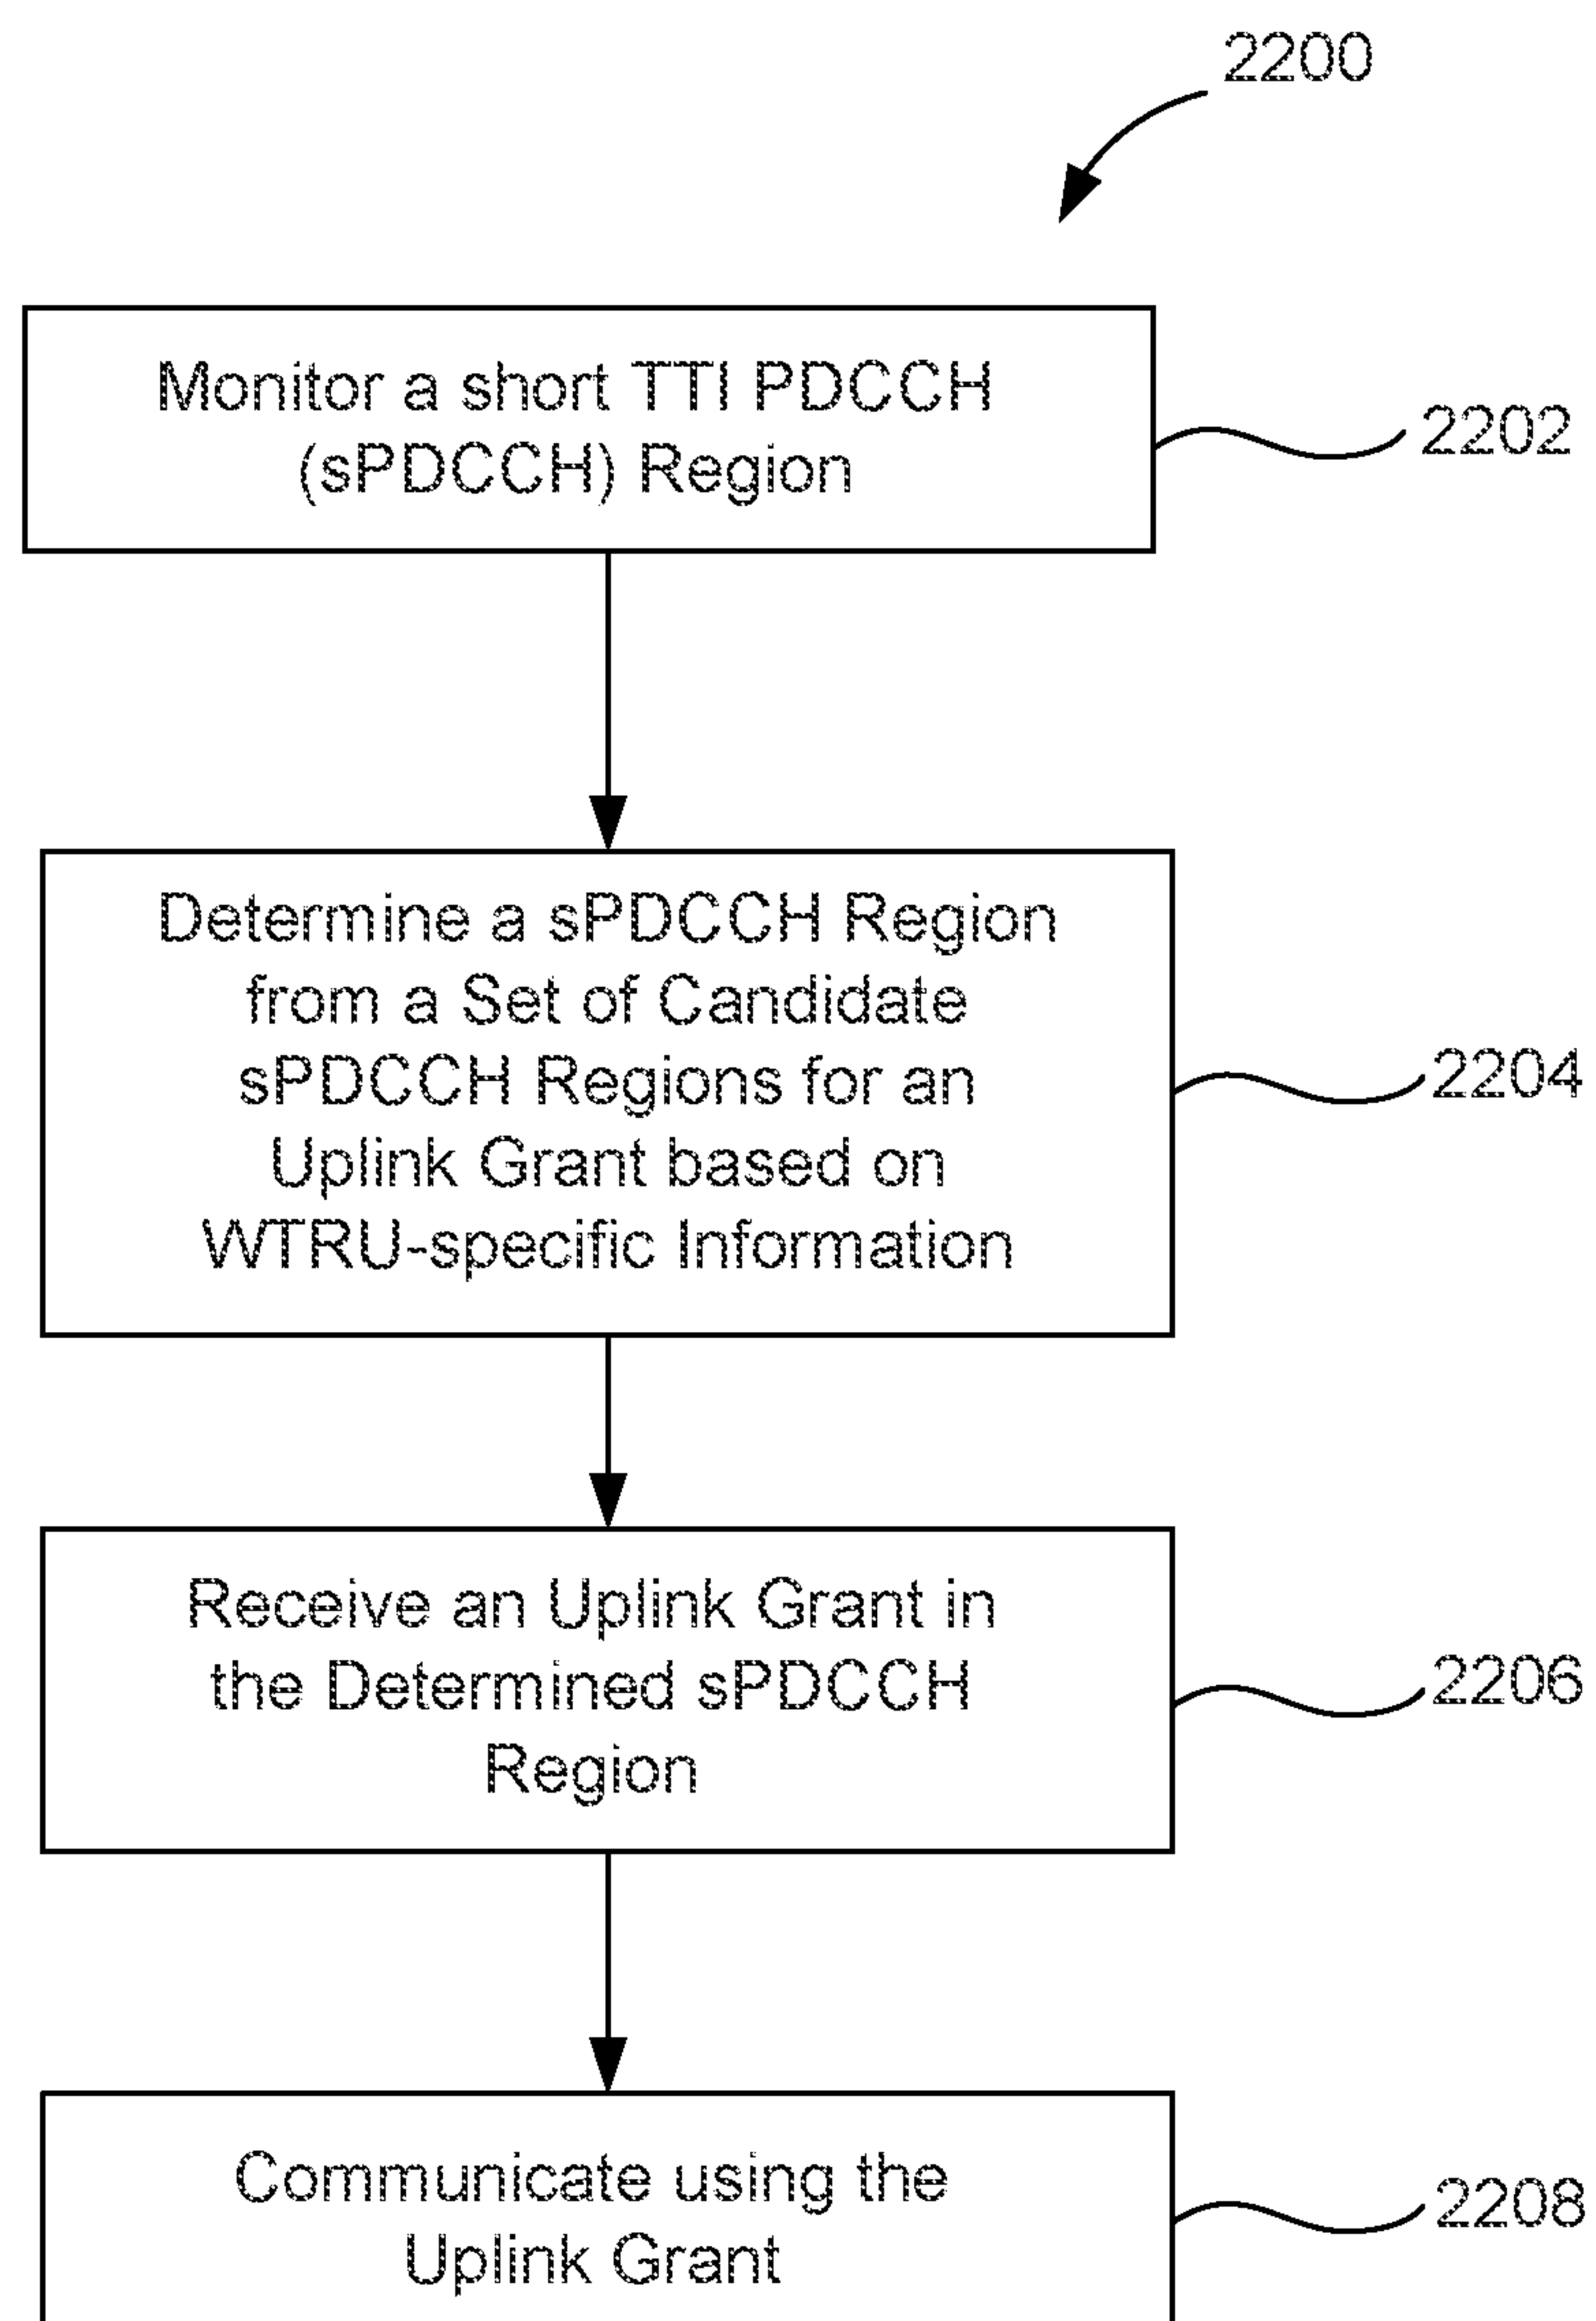 2200
Monitor a short TTI PDCCH
(sPDCCH) Region
2202
Determine a sPDCCH Region
from a Set of Candidate
sPDCCH Regions for an
Uplink Grant based on
WTRU-specific Information
2204
Receive an Uplink Grant in
the Determined sPDCCH
Region
2206
Communicate using the
Uplink Grant
2208